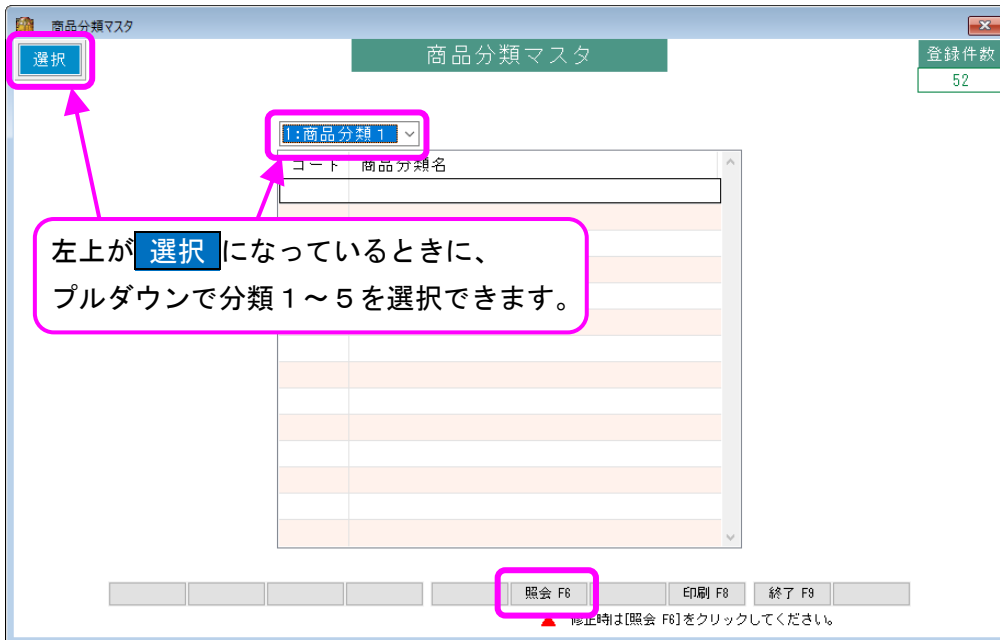 商品分類マスタ
選択
商品分類マスタ
登録件数
52
1:商品分類１
コード 商品分類名
左上が 選択 になっているときに、
プルダウンで分類１～５を選択できます。
照会 F6 印刷 F8 終了 F9
修正時は[照会 F6]をクリックしてください。